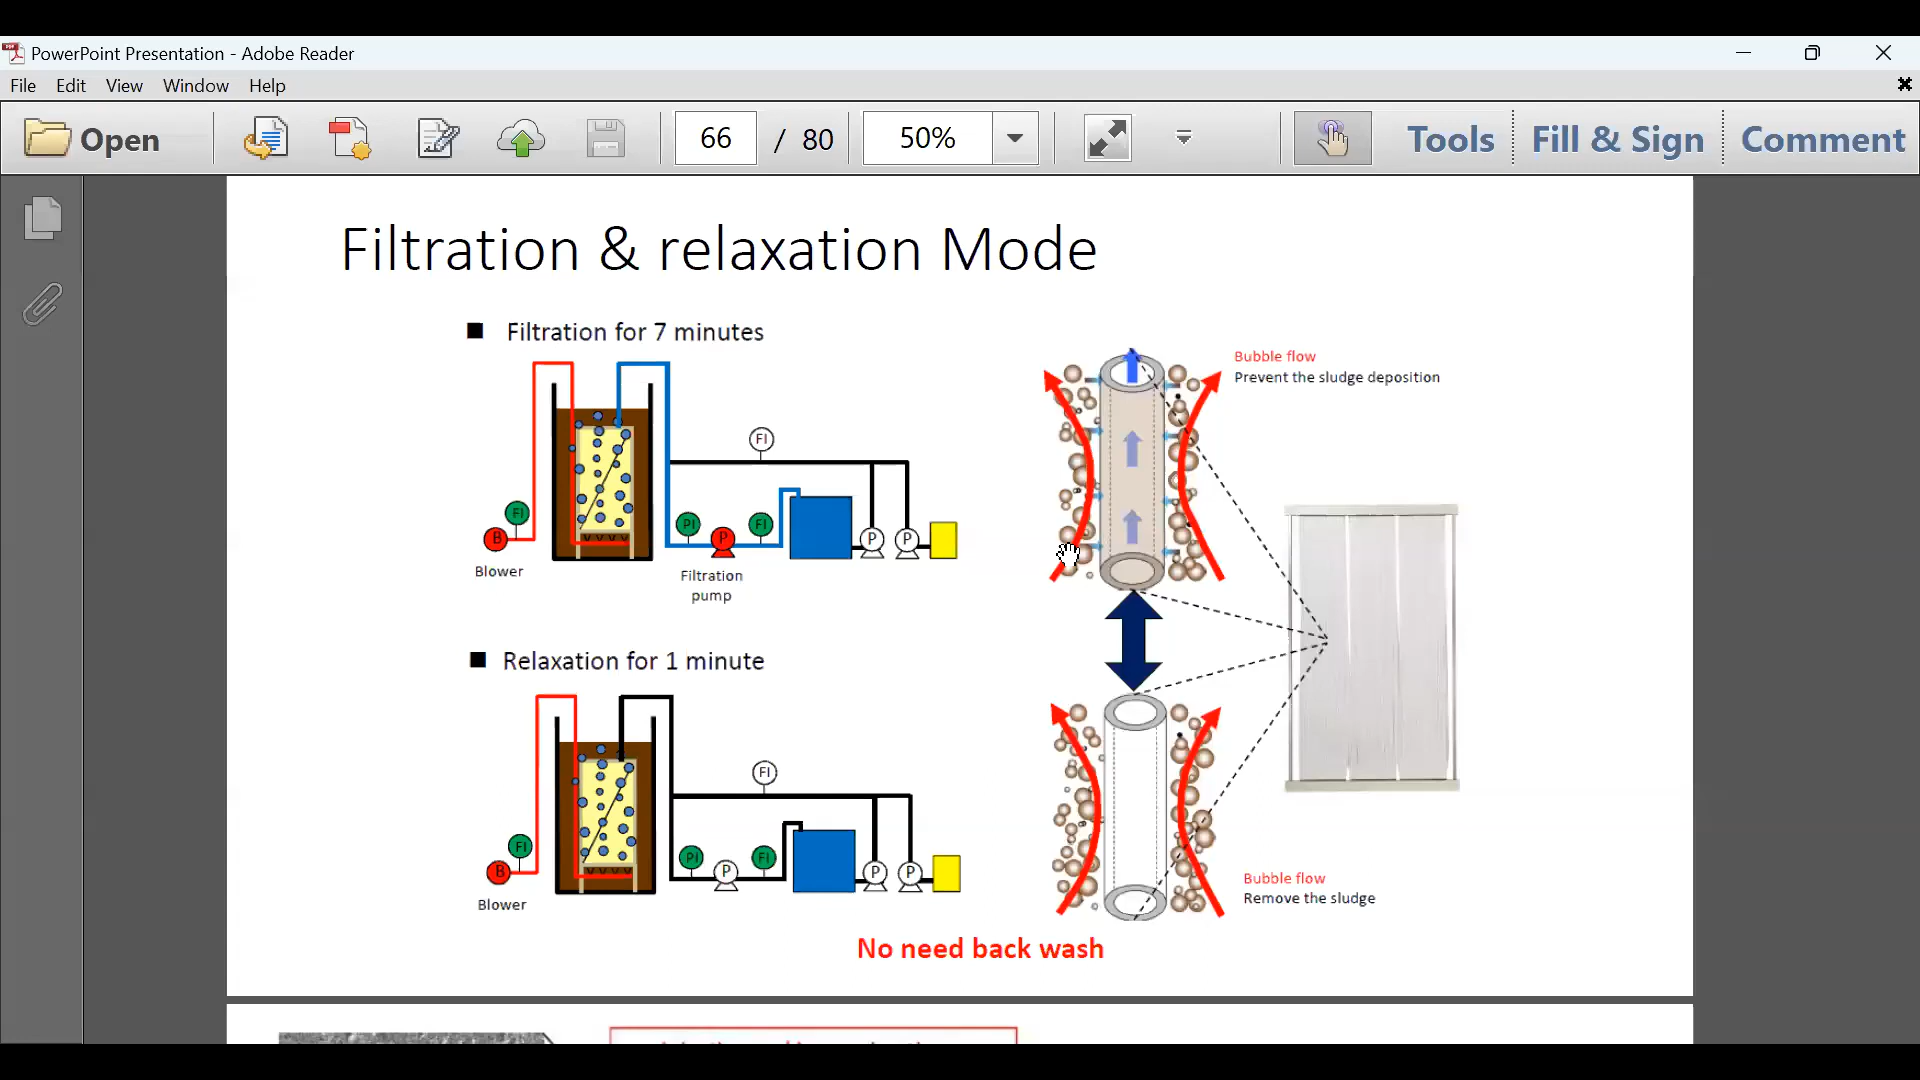 PowerPoint Presentation - Adobe Reader
File Edit View Window Help
Open
66 / 80
50%
Tools
Fill & Sign
Comment
Filtration & relaxation Mode
■ Filtration for 7 minutes
Bubble flow
Prevent the sludge deposition
FI
FI
B
PI
P
FI
P
P
Blower
Filtration
pump
■ Relaxation for 1 minute
FI
FI
B
PI
P
FI
P
P
Blower
Bubble flow
Remove the sludge
No need back wash